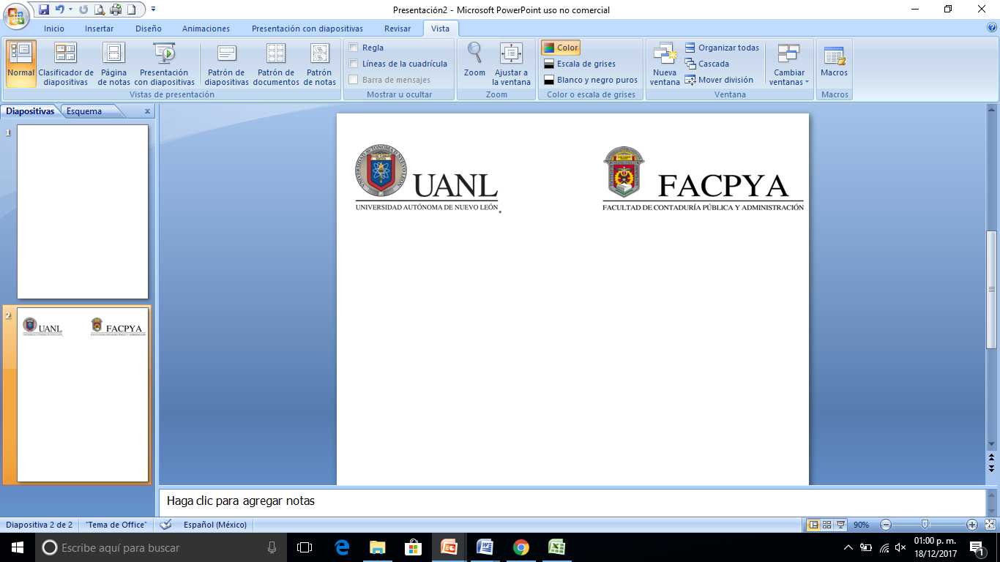 Presentación2 - Microsoft PowerPoint uso no comercial
Inicio Insertar Diseño Animaciones Presentación con diapositivas Revisar Vista
Normal
Clasificador de diapositivas
Página de notas
Presentación con diapositivas
Patrón de diapositivas
Patrón de documentos
Patrón de notas
Vistas de presentación
Regla
Líneas de la cuadrícula
Barra de mensajes
Mostrar u ocultar
Zoom
Ajustar a la ventana
Zoom
Color
Escala de grises
Blanco y negro puros
Color o escala de grises
Nueva ventana
Organizar todas
Cascada
Mover división
Cambiar ventanas
Ventana
Macros
Macros
Diapositivas Esquema x
1
2
UANL FACPYA
UANL
UNIVERSIDAD AUTÓNOMA DE NUEVO LEÓN
FACPYA
FACULTAD DE CONTADURÍA PÚBLICA Y ADMINISTRACIÓN
Haga clic para agregar notas
Diapositiva 2 de 2 "Tema de Office" Español (México) 90%
Escribe aquí para buscar
01:00 p. m.
18/12/2017
1